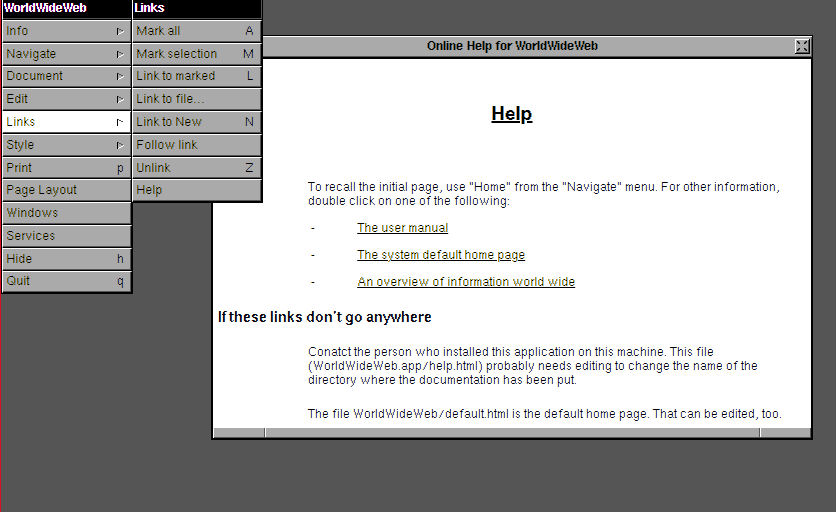 WorldWideWeb
Info
Navigate
Document
Edit
Links
Style
Print p
Page Layout
Windows
Services
Hide h
Quit q
Links
Mark all A
Mark selection M
Link to marked L
Link to file...
Link to New N
Follow link
Unlink Z
Help
Online Help for WorldWideWeb
Help
To recall the initial page, use "Home" from the "Navigate" menu. For other information,
double click on one of the following:
- The user manual
- The system default home page
- An overview of information world wide
If these links don't go anywhere
Conatct the person who installed this application on this machine. This file
(WorldWideWeb.app/help.html) probably needs editing to change the name of the
directory where the documentation has been put.
The file WorldWideWeb/default.html is the default home page. That can be edited, too.